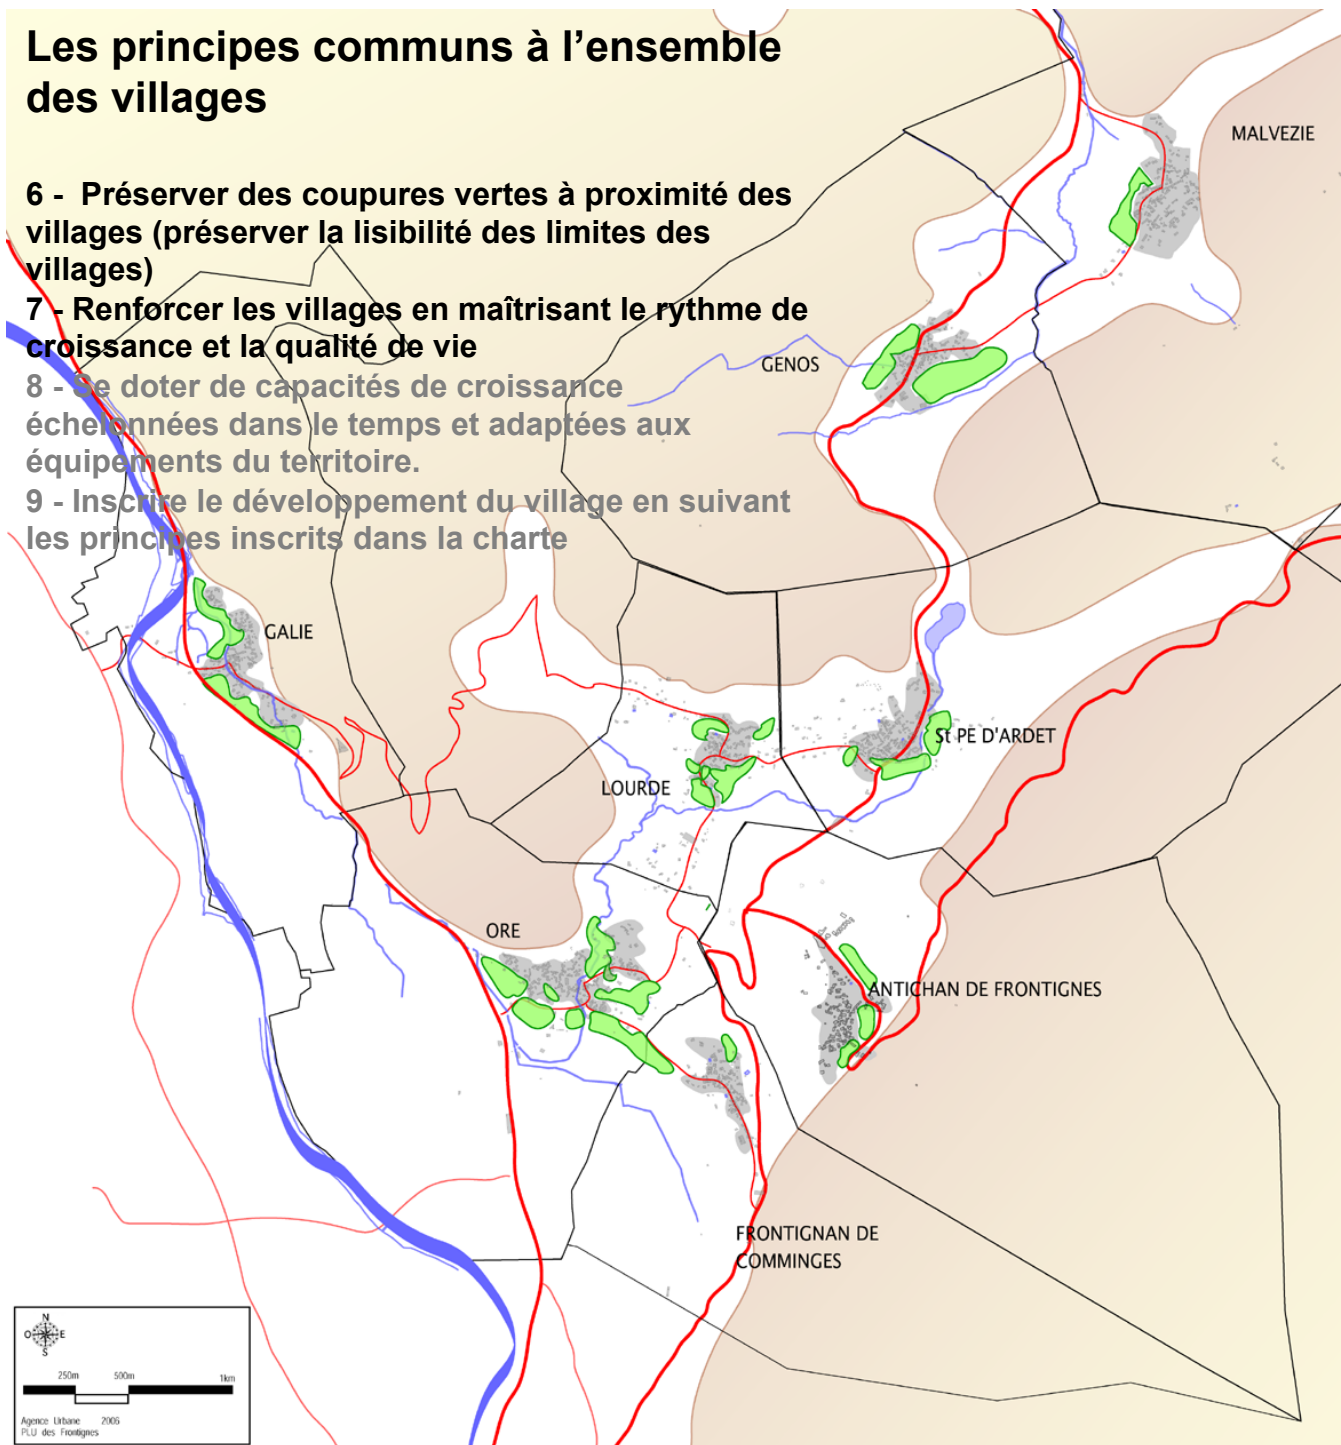 Les principes communs à l’ensemble
des villages
6 - Préserver des coupures vertes à proximité des
villages (préserver la lisibilité des limites des
villages)
7 - Renforcer les villages en maîtrisant le rythme de
croissance et la qualité de vie
8 - Se doter de capacités de croissance
échelonnées dans le temps et adaptées aux
équipements du territoire.
9 - Inscrire le développement du village en suivant
les principes inscrits dans la charte
MALVEZIE
GENOS
GALIE
St PE D'ARDET
LOURDE
ORE
ANTICHAN DE FRONTIGNES
FRONTIGNAN DE
COMMINGES
N
O E
S
250m 500m 1km
Agence Urbane 2006
PLU des Frontignes